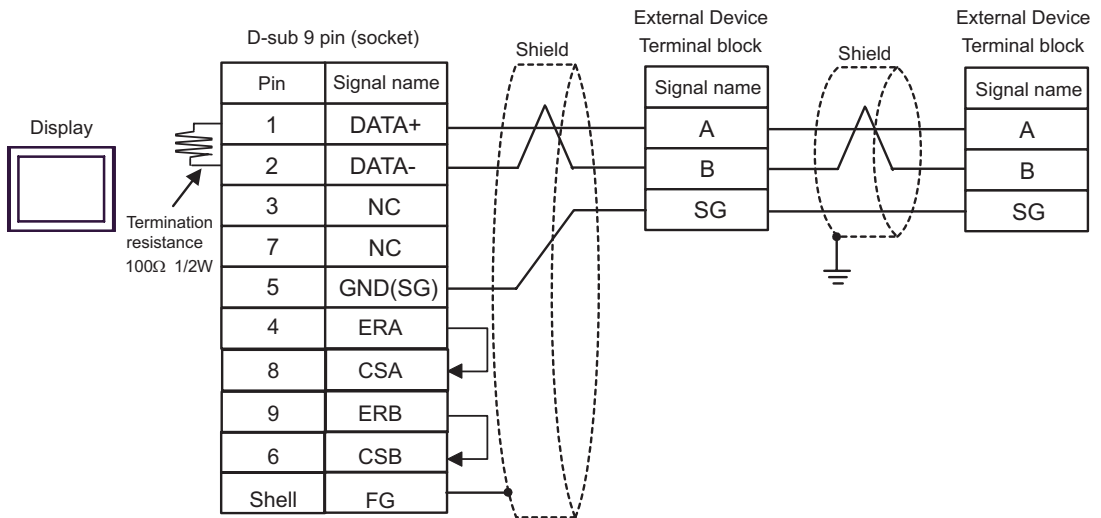 External Device
Terminal block
External Device
Terminal block
D-sub 9 pin (socket)
Shield
Shield
Pin Signal name
Signal name
Signal name
Display
1 DATA+
A
A
2 DATA-
B
B
3 NC
SG
SG
Termination
resistance
100Ω 1/2W
7 NC
5 GND(SG)
4 ERA
8 CSA
9 ERB
6 CSB
Shell FG